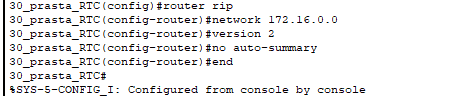 30_prasta_RTC(config)#router rip
30_prasta_RTC(config-router)#network 172.16.0.0
30_prasta_RTC(config-router)#version 2
30_prasta_RTC(config-router)#no auto-summary
30_prasta_RTC(config-router)#end
30_prasta_RTC#
%SYS-5-CONFIG_I: Configured from console by console